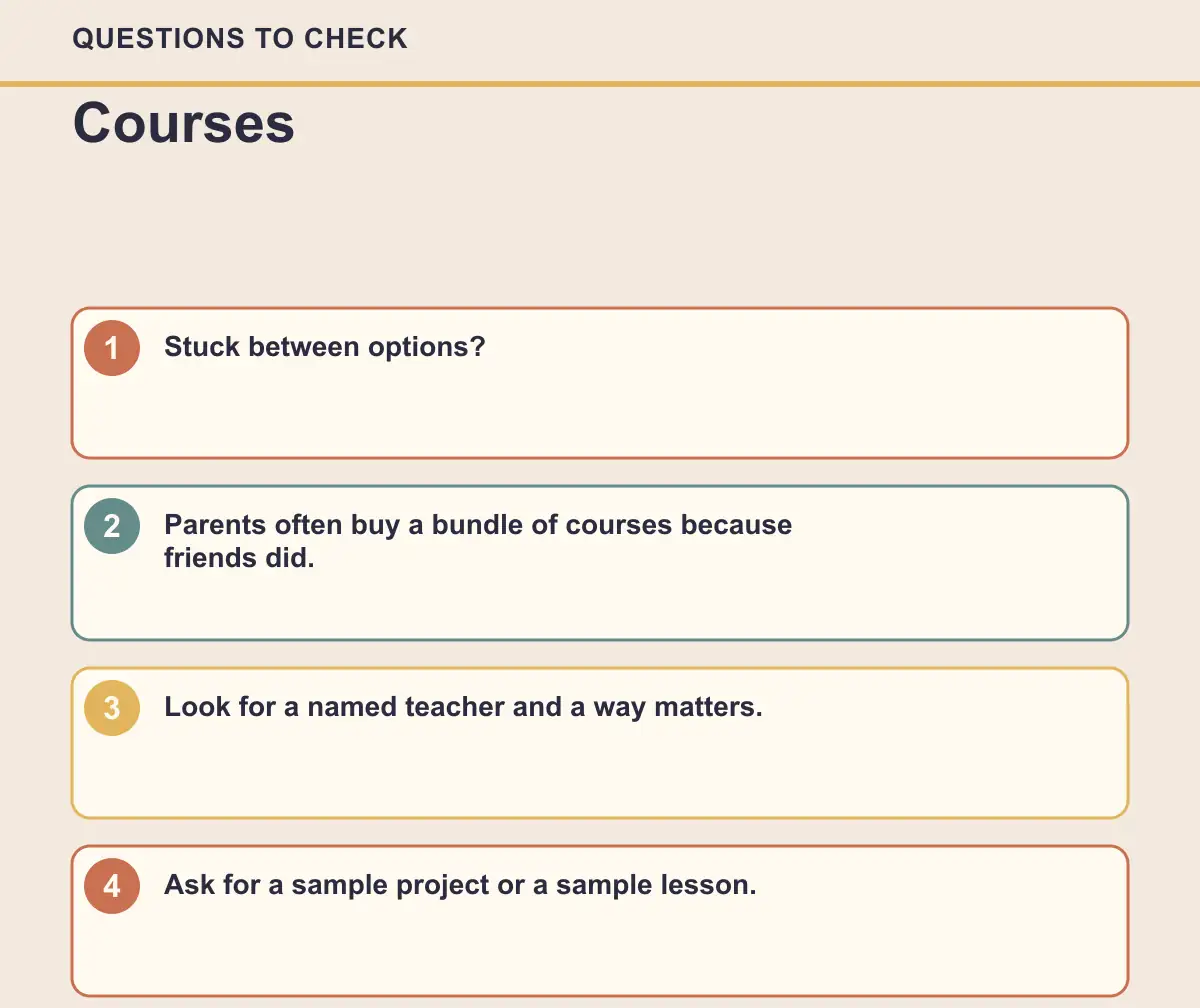 QUESTIONS TO CHECK
Courses
1
Stuck between options?
2
Parents often buy a bundle of courses because
friends did.
3
Look for a named teacher and a way matters.
4
Ask for a sample project or a sample lesson.